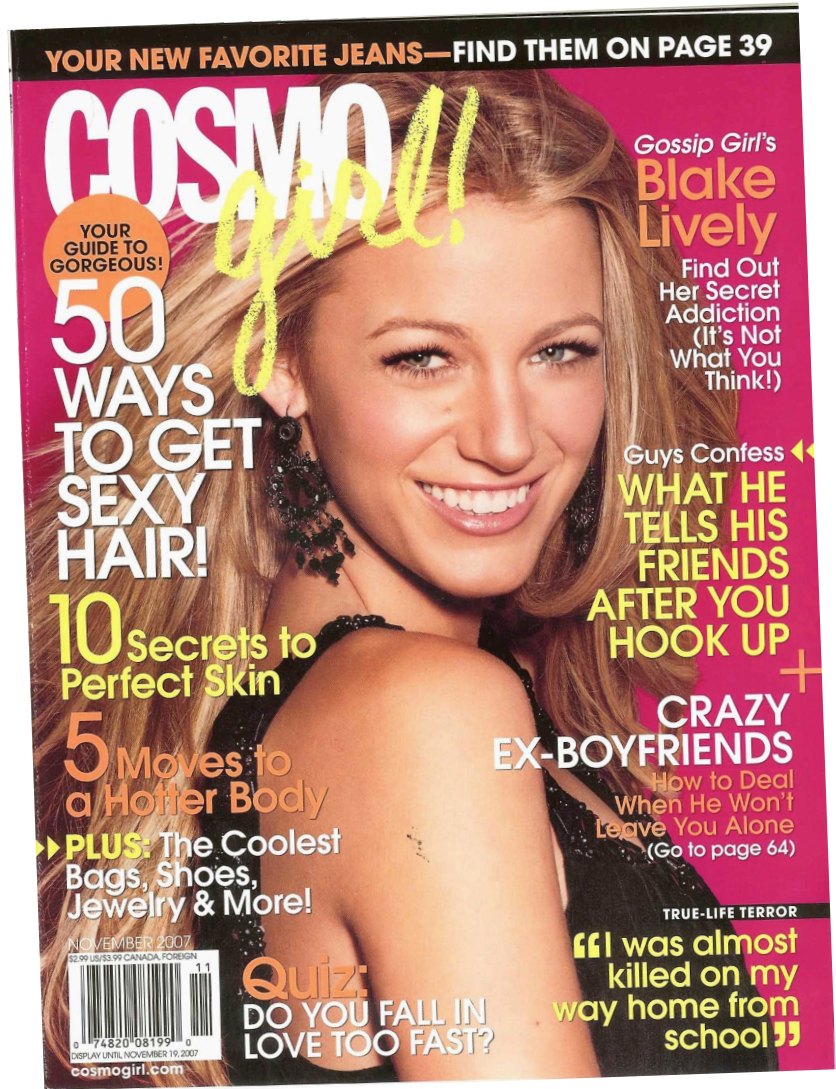 YOUR NEW FAVORITE JEANS—FIND THEM ON PAGE 39
COSMO
girl!
YOUR
GUIDE TO
GORGEOUS!
50
WAYS
TO GET
SEXY
HAIR!
10 Secrets to
Perfect Skin
5 Moves to
a Hotter Body
PLUS: The Coolest
Bags, Shoes,
Jewelry & More!
NOVEMBER 2007
$2.99 US/$3.99 CANADA, FOREIGN
11
0 74820 08199 0
DISPLAY UNTIL NOVEMBER 19, 2007
cosmogirl.com
Quiz:
DO YOU FALL IN
LOVE TOO FAST?
Gossip Girl's
Blake
Lively
Find Out
Her Secret
Addiction
(It's Not
What You
Think!)
Guys Confess
WHAT HE
TELLS HIS
FRIENDS
AFTER YOU
HOOK UP
+
CRAZY
EX-BOYFRIENDS
How to Deal
When He Won't
Leave You Alone
(Go to page 64)
TRUE-LIFE TERROR
“I was almost
killed on my
way home from
school”